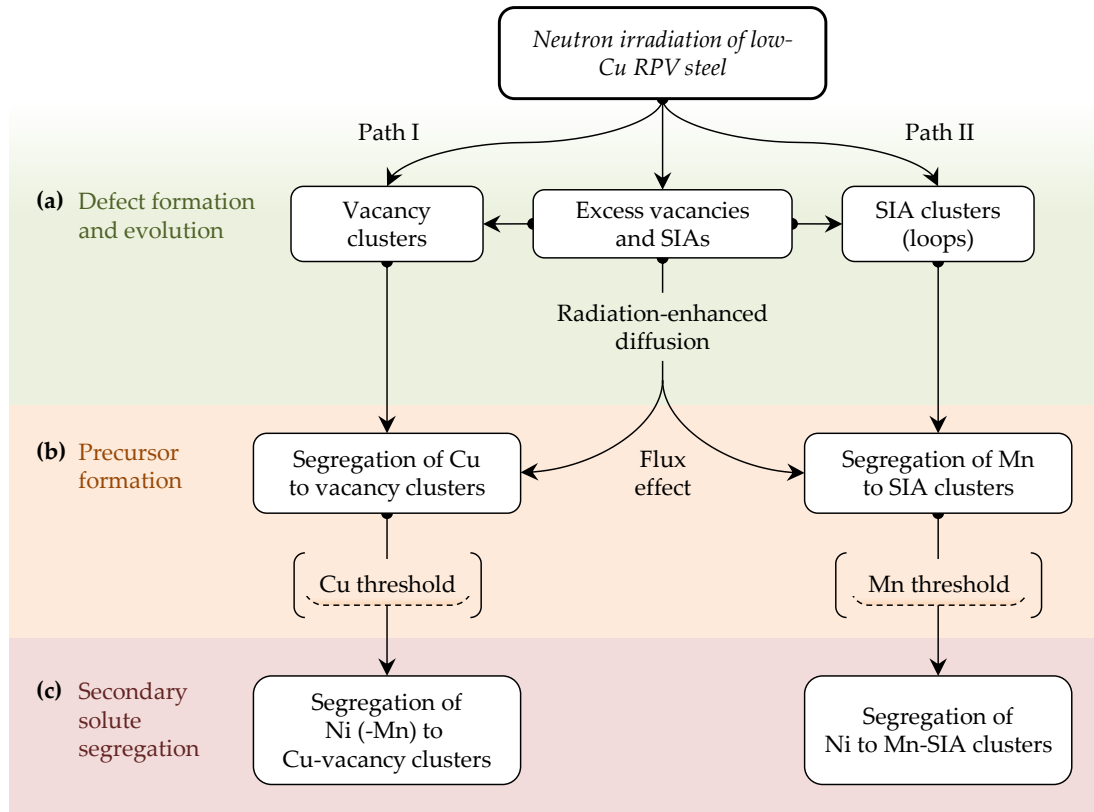 Neutron irradiation of low-
Cu RPV steel
Path I
Path II
(a) Defect formation
and evolution
Vacancy
clusters
Excess vacancies
and SIAs
SIA clusters
(loops)
Radiation-enhanced
diffusion
(b) Precursor
formation
Segregation of Cu
to vacancy clusters
Flux
effect
Segregation of Mn
to SIA clusters
Cu threshold
Mn threshold
(c) Secondary
solute
segregation
Segregation of
Ni (-Mn) to
Cu-vacancy clusters
Segregation of
Ni to Mn-SIA clusters